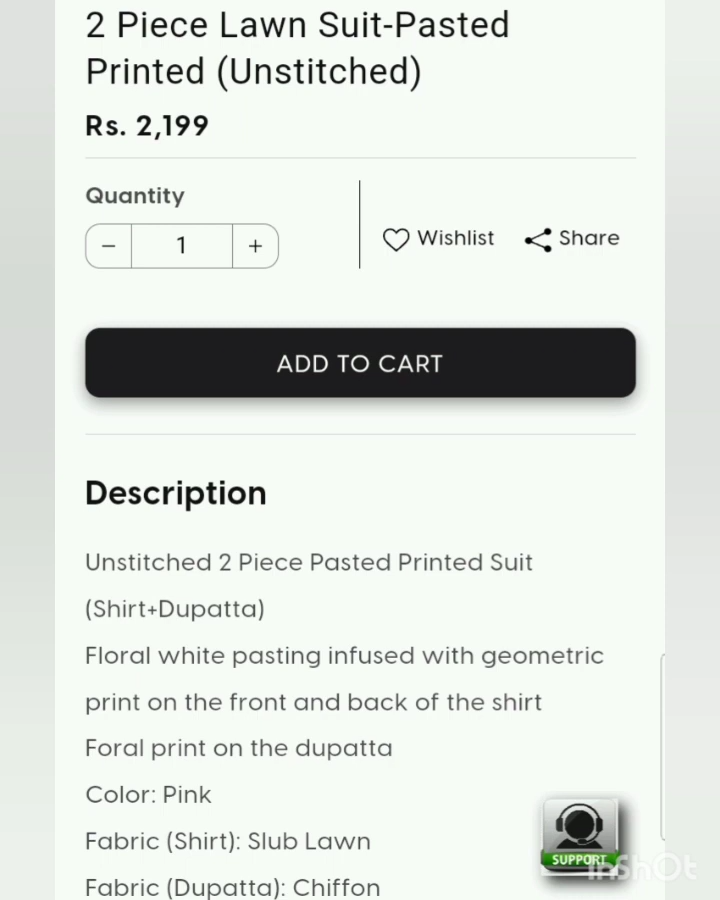 2 Piece Lawn Suit-Pasted
Printed (Unstitched)
Rs. 2,199
Quantity
− 1 +
Wishlist
Share
ADD TO CART
Description
Unstitched 2 Piece Pasted Printed Suit
(Shirt+Dupatta)
Floral white pasting infused with geometric
print on the front and back of the shirt
Foral print on the dupatta
Color: Pink
Fabric (Shirt): Slub Lawn
Fabric (Dupatta): Chiffon
SUPPORT
InShOt